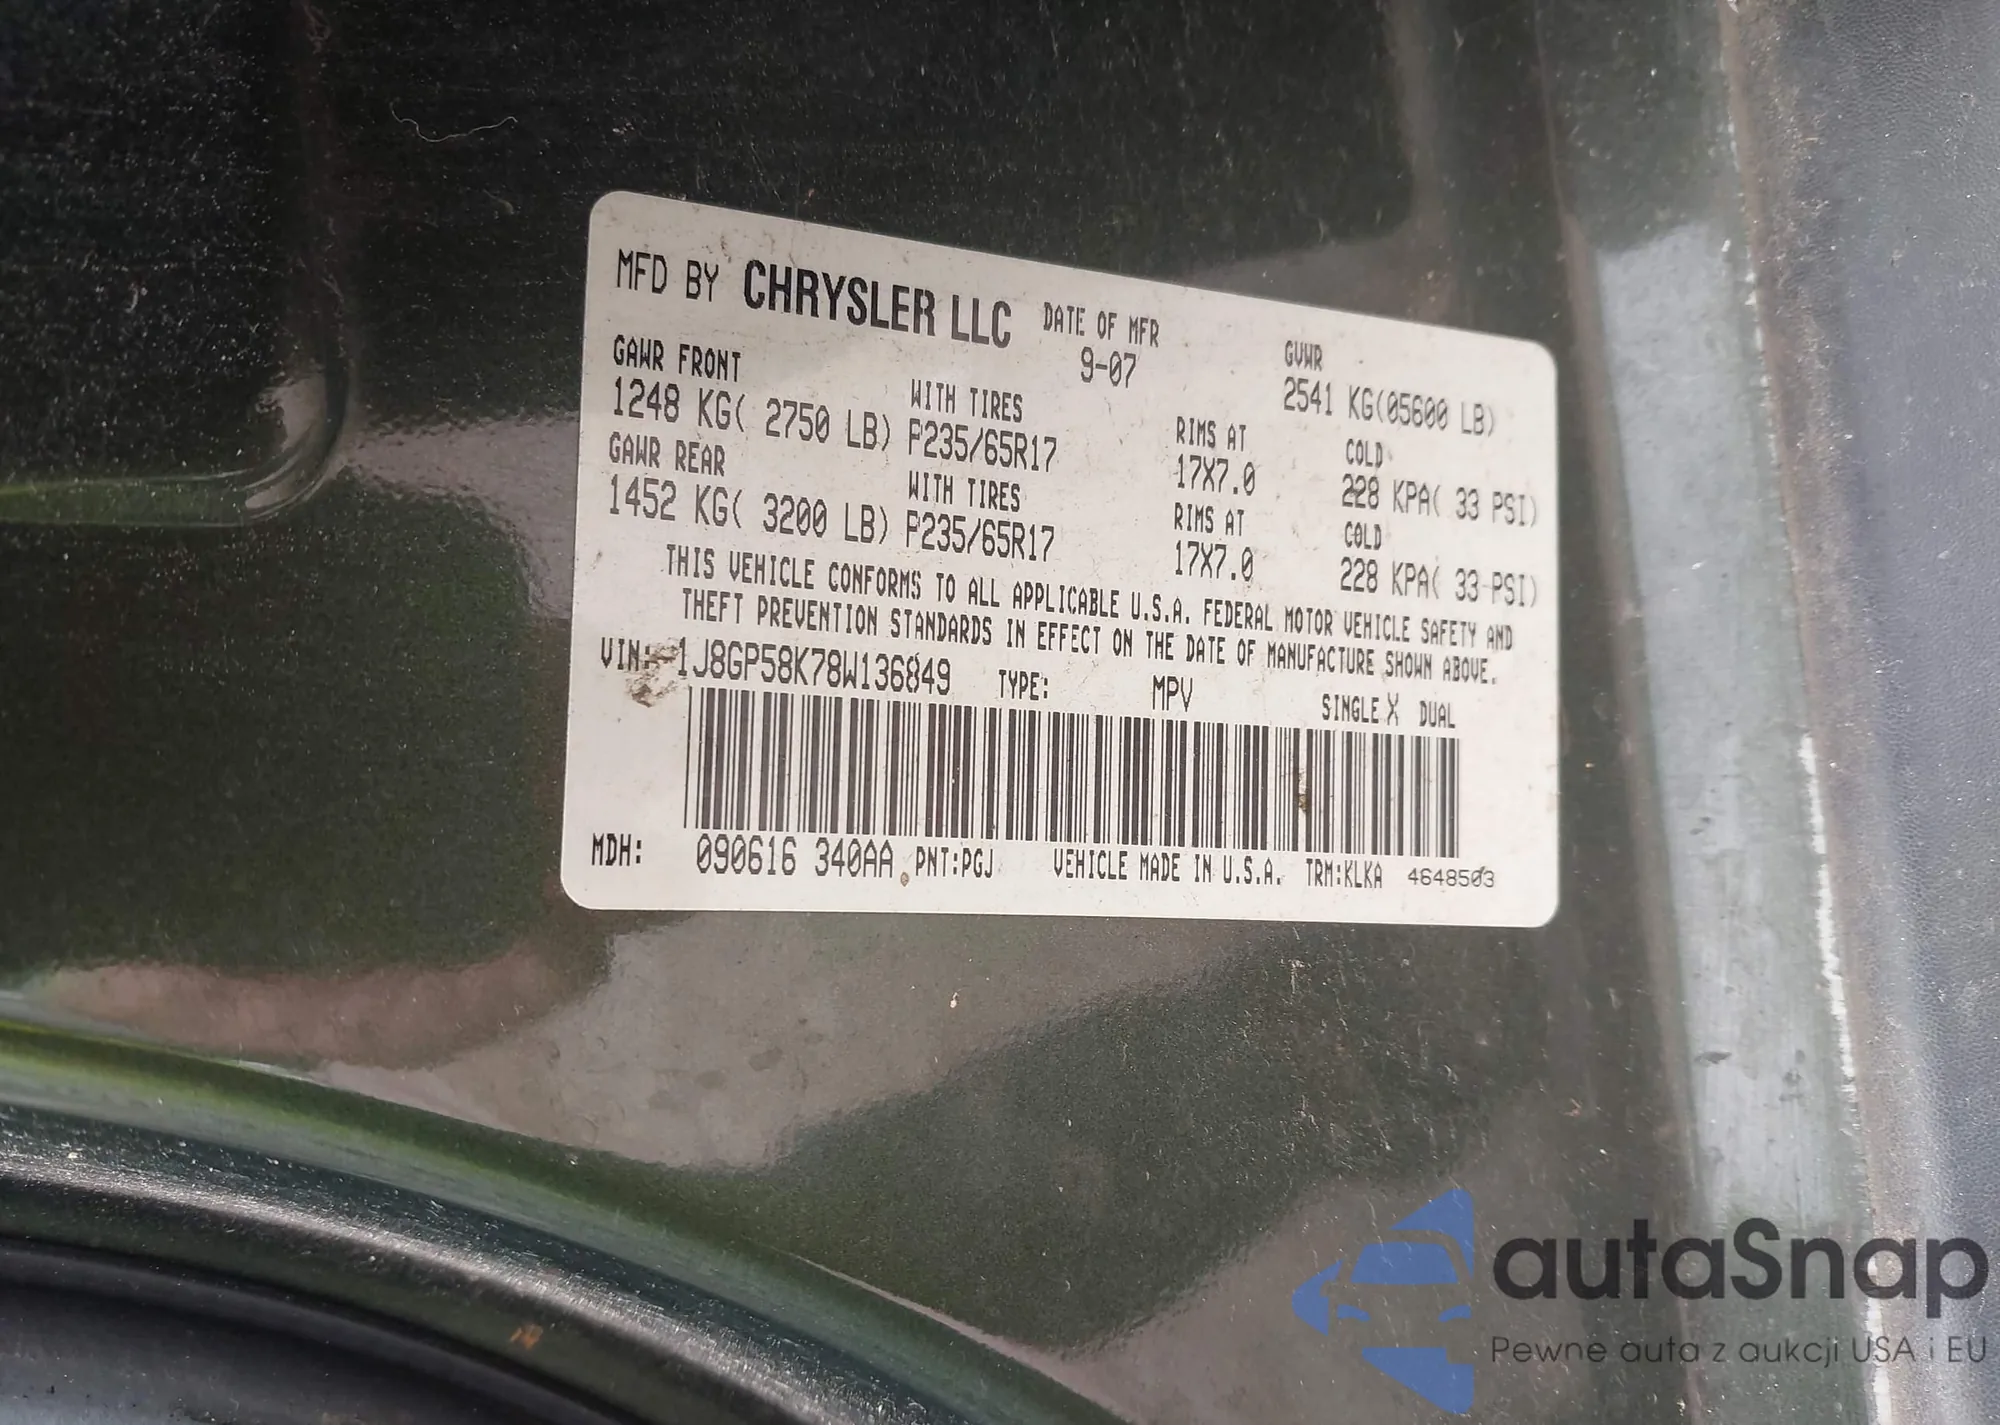 MFD BY CHRYSLER LLC DATE OF MFR GVWR
9-07 2541 KG(05600 LB)
GAWR FRONT WITH TIRES RIMS AT COLD
1248 KG( 2750 LB) P235/65R17 17X7.0 228 KPA( 33 PSI)
GAWR REAR WITH TIRES RIMS AT COLD
1452 KG( 3200 LB) P235/65R17 17X7.0 228 KPA( 33 PSI)
THIS VEHICLE CONFORMS TO ALL APPLICABLE U.S.A. FEDERAL MOTOR VEHICLE SAFETY AND
THEFT PREVENTION STANDARDS IN EFFECT ON THE DATE OF MANUFACTURE SHOWN ABOVE.
VIN: 1J8GP58K78W136849 TYPE: MPV SINGLE X DUAL
MDH: 090616 340AA PNT:PGJ VEHICLE MADE IN U.S.A. TRM:KLKA 4648503
autaSnap
Pewne auta z aukcji USA i EU